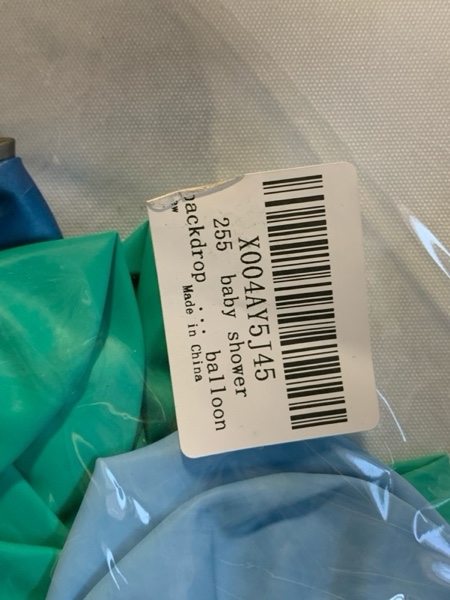 X004AY5J45
255 baby shower
backdrop ... balloon
Made in China